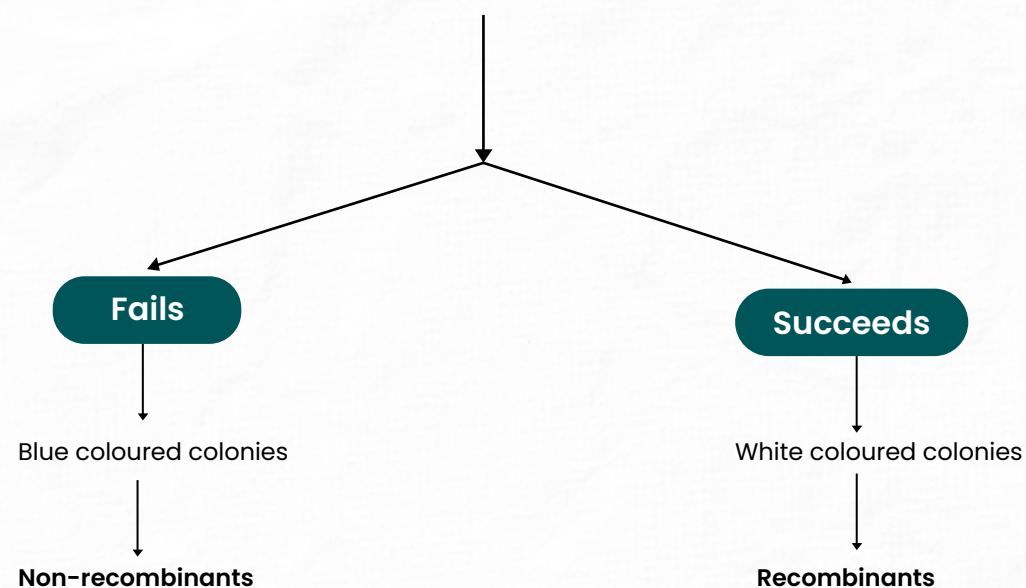 Fails
Succeeds
Blue coloured colonies
White coloured colonies
Non-recombinants
Recombinants